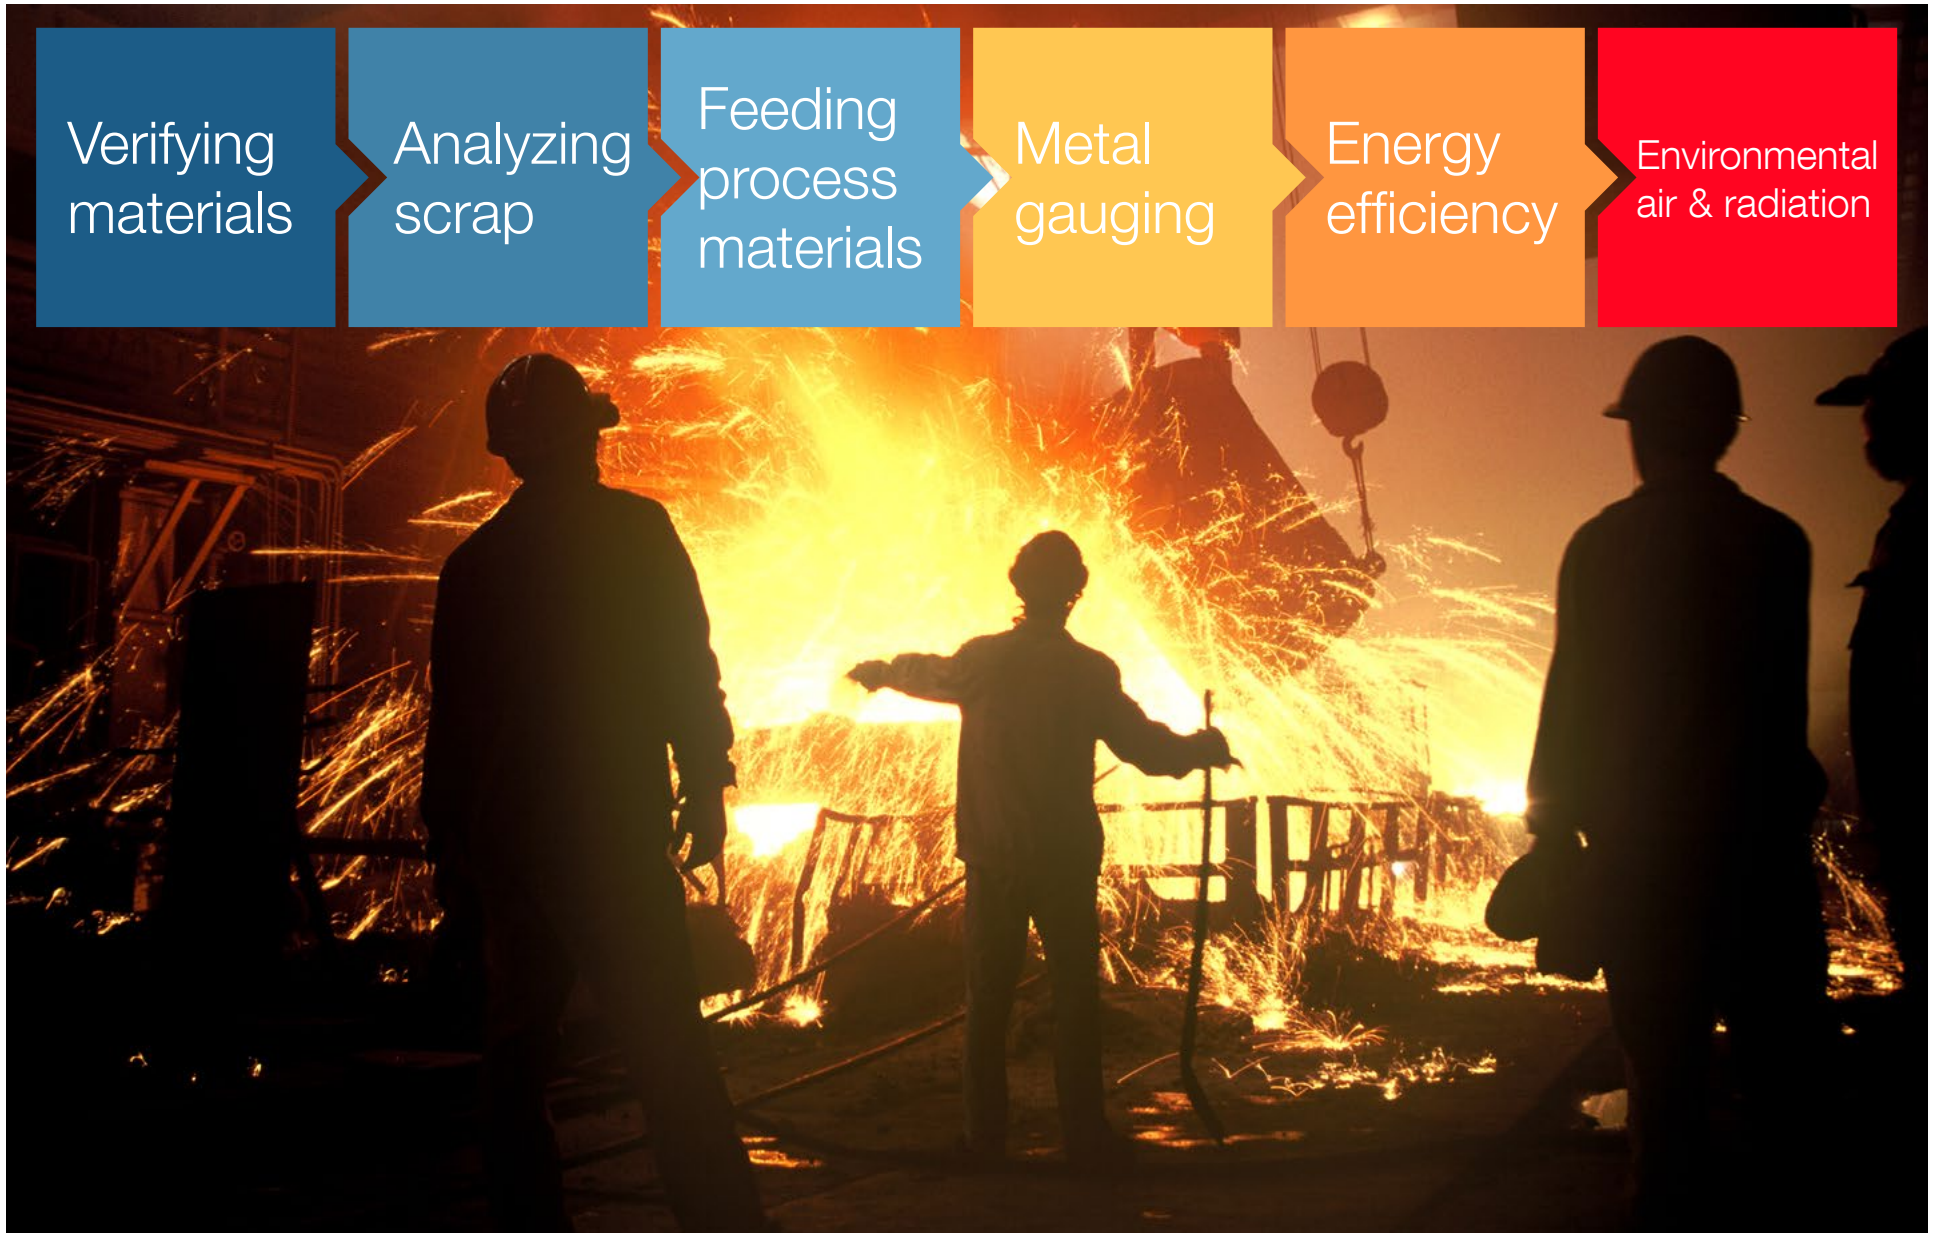 Verifying
materials
Analyzing
scrap
Feeding
process
materials
Metal
gauging
Energy
efficiency
Environmental
air & radiation